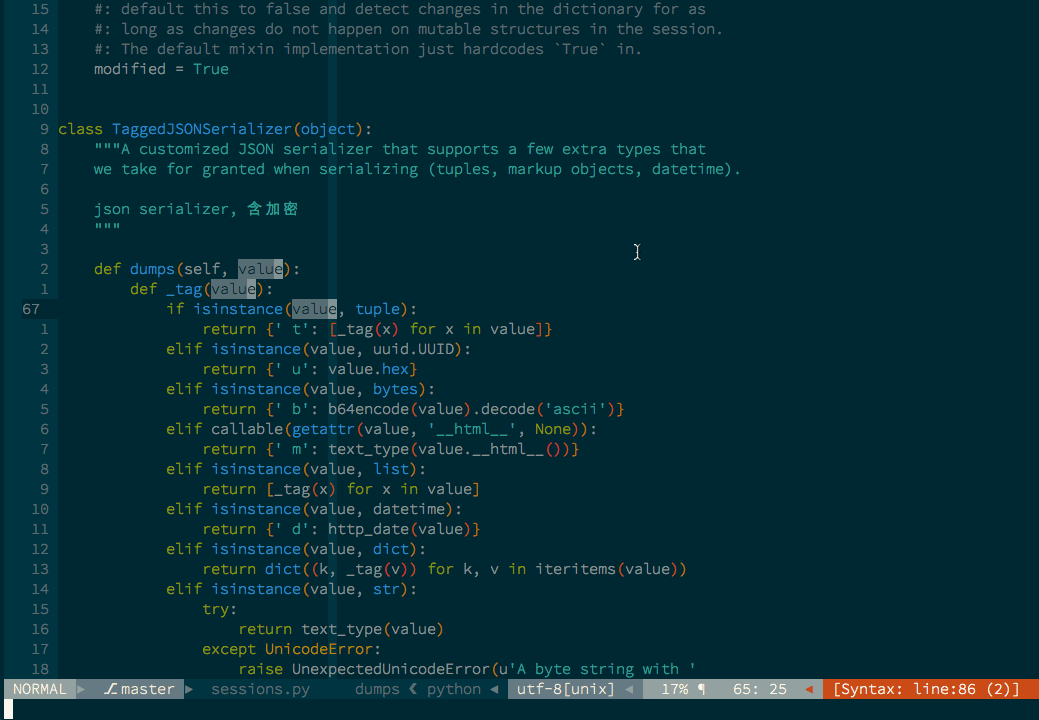 15 #: default this to false and detect changes in the dictionary for as
14 #: long as changes do not happen on mutable structures in the session.
13 #: The default mixin implementation just hardcodes `True` in.
12 modified = True
11
10
9 class TaggedJSONSerializer(object):
8 """A customized JSON serializer that supports a few extra types that
7 we take for granted when serializing (tuples, markup objects, datetime).
6
5 json serializer, 含加密
4 """
3
2 def dumps(self, value):
1 def _tag(value):
67 if isinstance(value, tuple):
1 return {' t': [_tag(x) for x in value]}
2 elif isinstance(value, uuid.UUID):
3 return {' u': value.hex}
4 elif isinstance(value, bytes):
5 return {' b': b64encode(value).decode('ascii')}
6 elif callable(getattr(value, '__html__', None)):
7 return {' m': text_type(value.__html__())}
8 elif isinstance(value, list):
9 return [_tag(x) for x in value]
10 elif isinstance(value, datetime):
11 return {' d': http_date(value)}
12 elif isinstance(value, dict):
13 return dict((k, _tag(v)) for k, v in iteritems(value))
14 elif isinstance(value, str):
15 try:
16 return text_type(value)
17 except UnicodeError:
18 raise UnexpectedUnicodeError(u'A byte string with '
NORMAL master sessions.py dumps ❮ python utf-8[unix] 17% ¶ 65: 25 [Syntax: line:86 (2)]